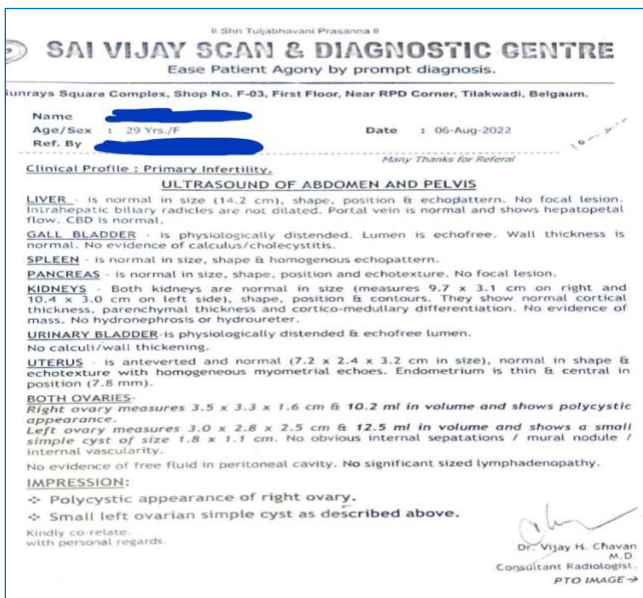 II Shri Tuljabhavani Prasanna II
SAI VIJAY SCAN & DIAGNOSTIC CENTRE
Ease Patient Agony by prompt diagnosis.
Sunrays Square Complex, Shop No. F-03, First Floor, Near RPD Corner, Tilakwadi, Belgaum.
Name
Age/Sex : 29 Yrs./F Date : 06-Aug-2022
Ref. By
Many Thanks for Referal
Clinical Profile : Primary Infertility.
ULTRASOUND OF ABDOMEN AND PELVIS
LIVER - is normal in size (14.2 cm), shape, position & echopattern. No focal lesion.
Intrahepatic biliary radicles are not dilated. Portal vein is normal and shows hepatopetal
flow. CBD is normal.
GALL BLADDER - is physiologically distended. Lumen is echofree. Wall thickness is
normal. No evidence of calculus/cholecystitis.
SPLEEN - is normal in size, shape & homogenous echopattern.
PANCREAS - is normal in size, shape, position and echotexture. No focal lesion.
KIDNEYS - Both kidneys are normal in size (measures 9.7 x 3.1 cm on right and
10.4 x 3.0 cm on left side), shape, position & contours. They show normal cortical
thickness, parenchymal thickness and cortico-medullary differentiation. No evidence of
mass. No hydronephrosis or hydroureter.
URINARY BLADDER-is physiologically distended & echofree lumen.
No calculi/wall thickening.
UTERUS - is anteverted and normal (7.2 x 2.4 x 3.2 cm in size), normal in shape &
echotexture with homogeneous myometrial echoes. Endometrium is thin & central in
position (7.8 mm).
BOTH OVARIES-
Right ovary measures 3.5 x 3.3 x 1.6 cm & 10.2 ml in volume and shows polycystic
appearance.
Left ovary measures 3.0 x 2.8 x 2.5 cm & 12.5 ml in volume and shows a small
simple cyst of size 1.8 x 1.1 cm. No obvious internal sepatations / mural nodule /
internal vascularity.
No evidence of free fluid in peritoneal cavity. No significant sized lymphadenopathy.
IMPRESSION:
❖ Polycystic appearance of right ovary.
❖ Small left ovarian simple cyst as described above.
Kindly co-relate.
with personal regards.
Dr. Vijay H. Chavan
M.D.
Consultant Radiologist.
PTO IMAGE →